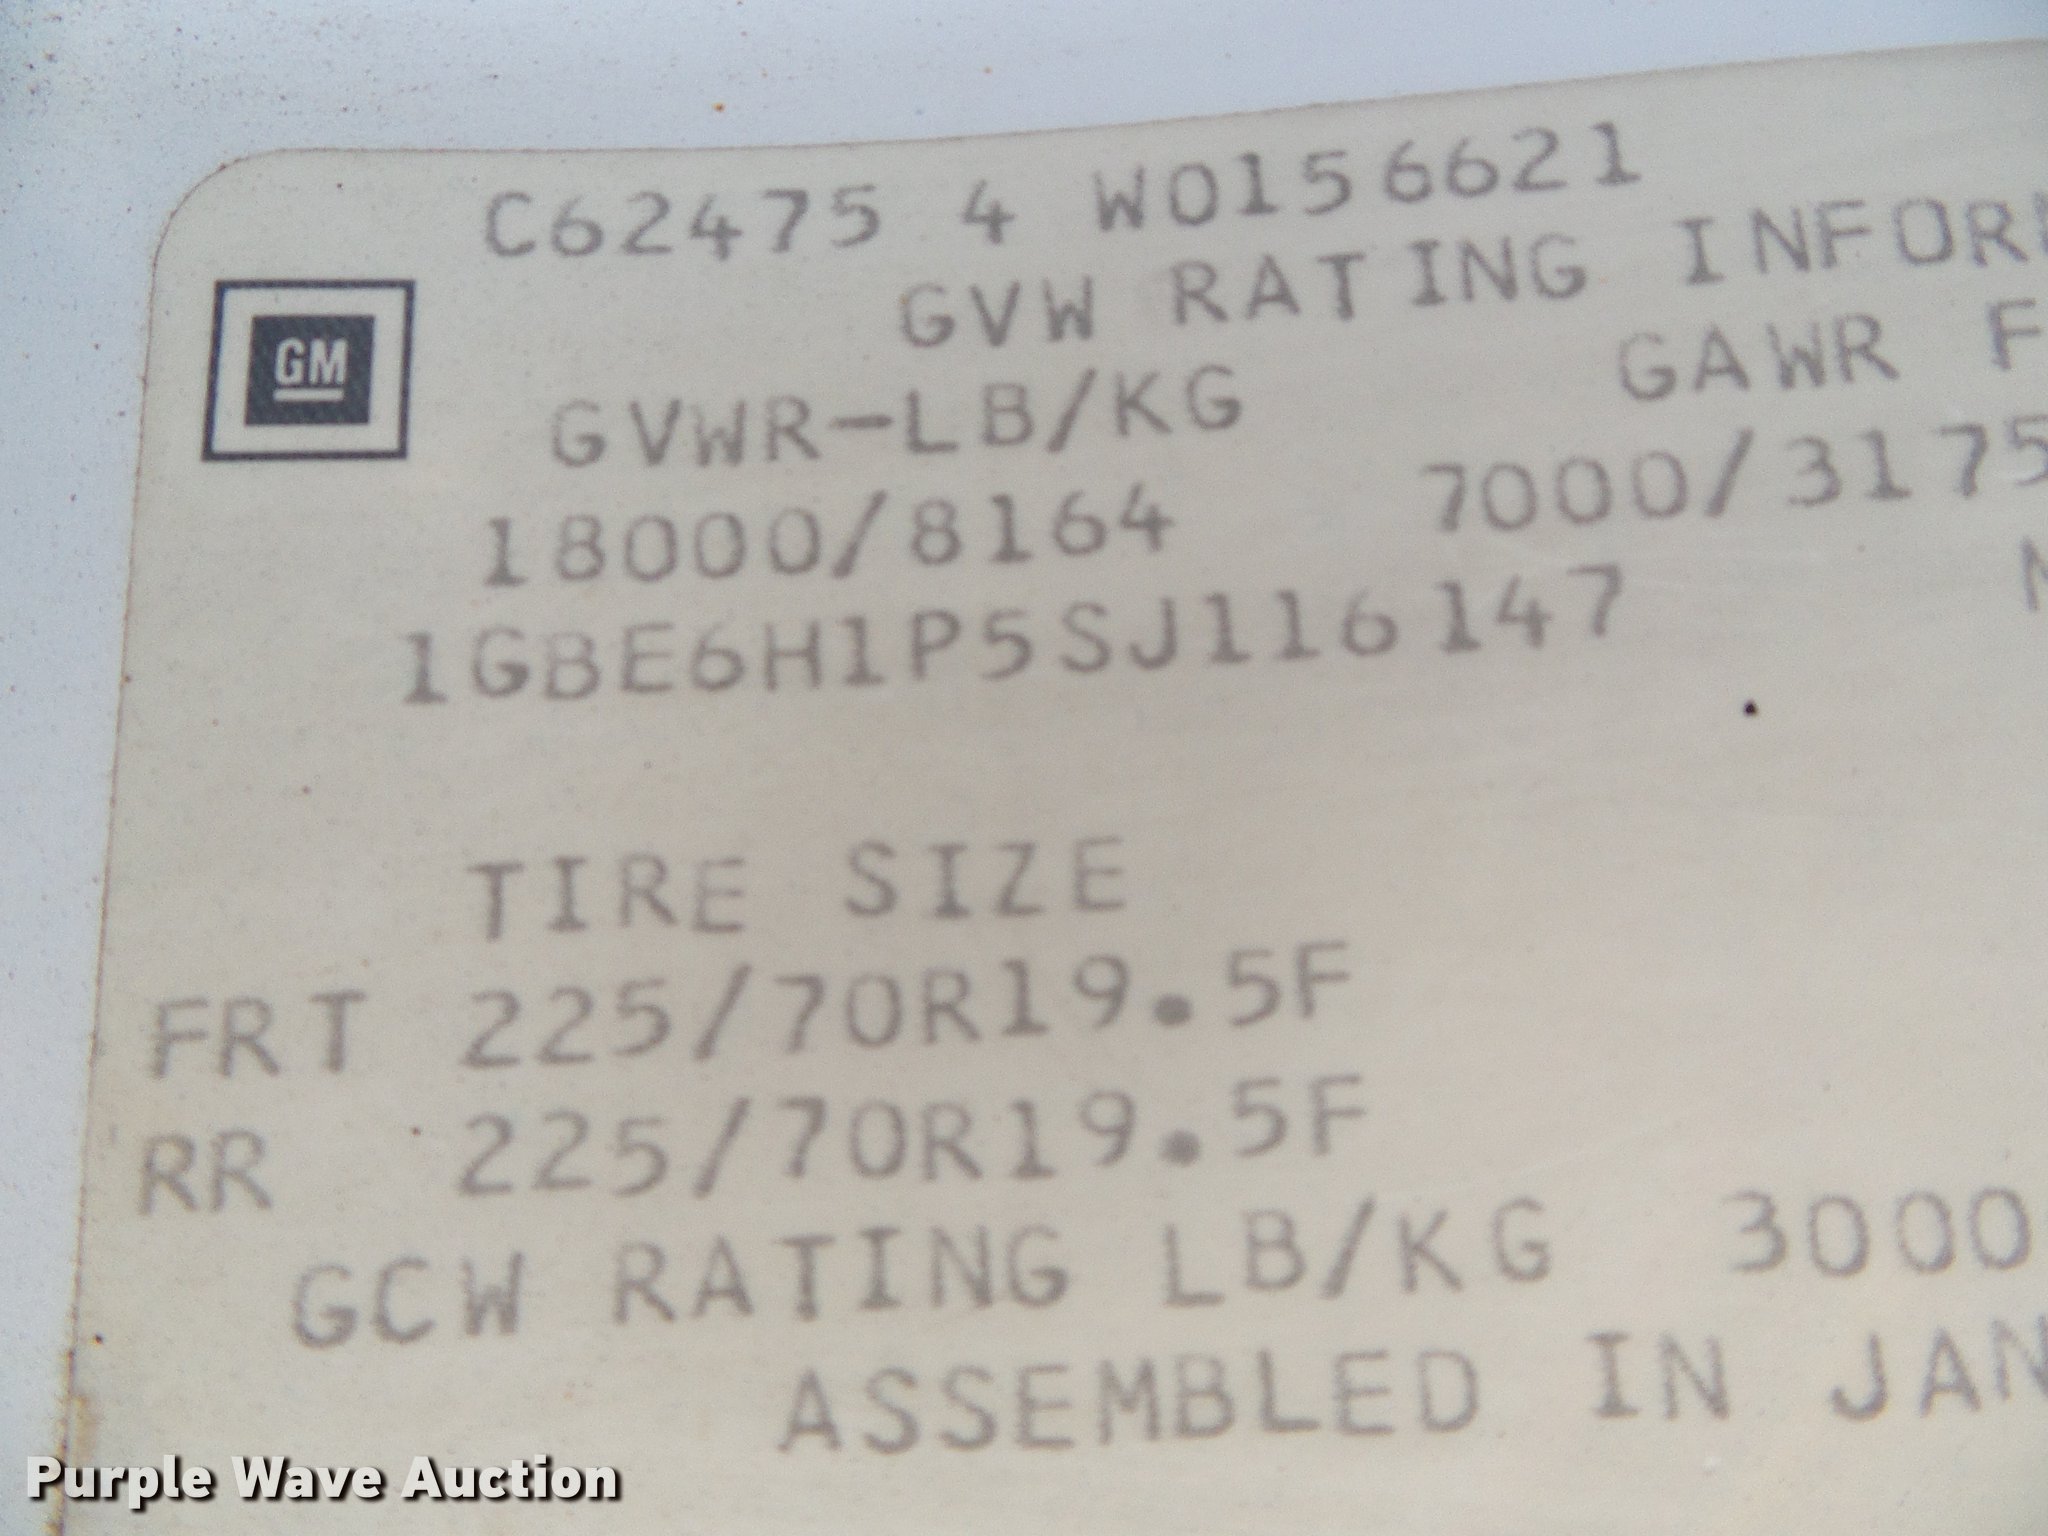 C62475 4 W0156621
GVW RATING INFOR
GM
GVWR-LB/KG GAWR F
18000/8164 7000/3175
1GBE6H1P5SJ116147
TIRE SIZE
FRT 225/70R19.5F
RR 225/70R19.5F
GCW RATING LB/KG 3000
ASSEMBLED IN JAN
Purple Wave Auction